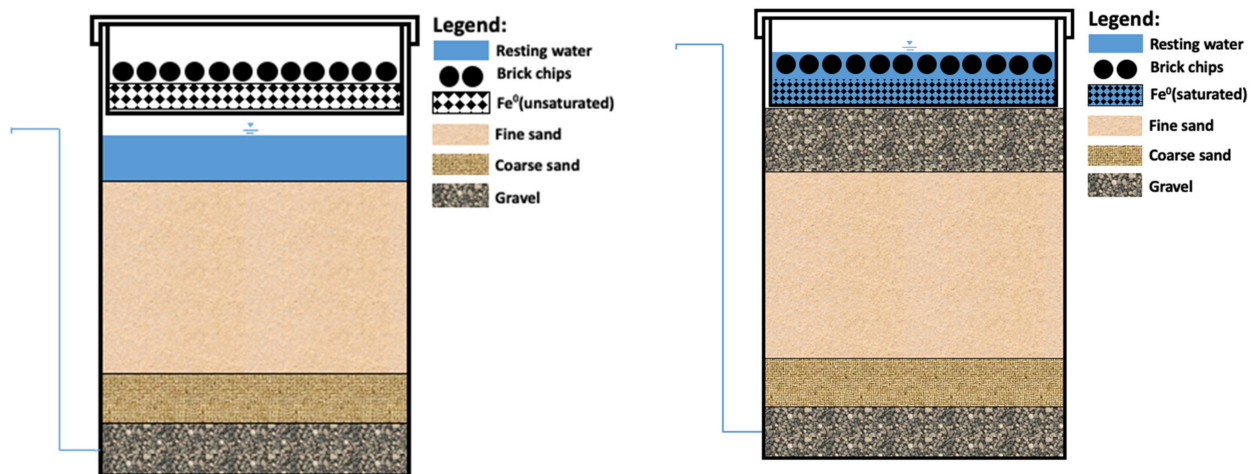 Legend:
Resting water
Brick chips
Fe⁰(unsaturated)
Fine sand
Coarse sand
Gravel
Legend:
Resting water
Brick chips
Fe⁰(saturated)
Fine sand
Coarse sand
Gravel